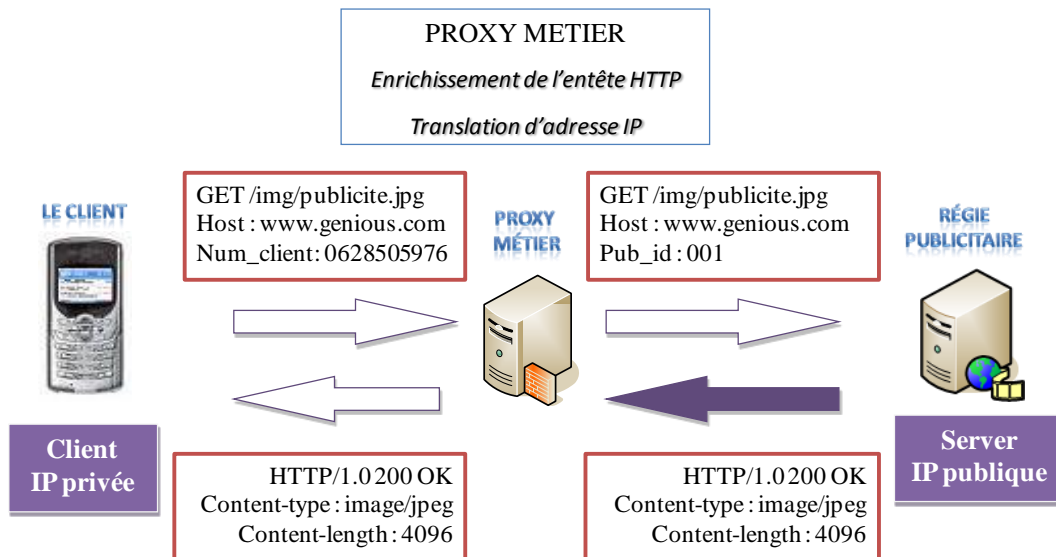 PROXY METIER
Enrichissement de l'entête HTTP
Translation d'adresse IP
LE CLIENT
GET /img/publicite.jpg
Host : www.genious.com
Num_client: 0628505976
PROXY
MÉTIER
GET /img/publicite.jpg
Host : www.genious.com
Pub_id : 001
RÉGIE
PUBLICITAIRE
Client
IP privée
HTTP/1.0 200 OK
Content-type : image/jpeg
Content-length : 4096
HTTP/1.0 200 OK
Content-type : image/jpeg
Content-length : 4096
Server
IP publique